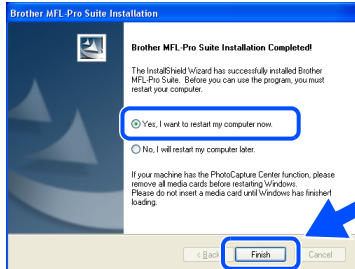 Brother MFL-Pro Suite Installation
Brother MFL-Pro Suite Installation Completed!
The InstallShield Wizard has successfully installed Brother
MFL-Pro Suite. Before you can use the program, you must
restart your computer.
Yes, I want to restart my computer now.
No, I will restart my computer later.
If your machine has the PhotoCapture Center function, please
remove all media cards before restarting Windows.
Please do not insert a media card until Windows has finished
loading.
< Back
Finish
Cancel